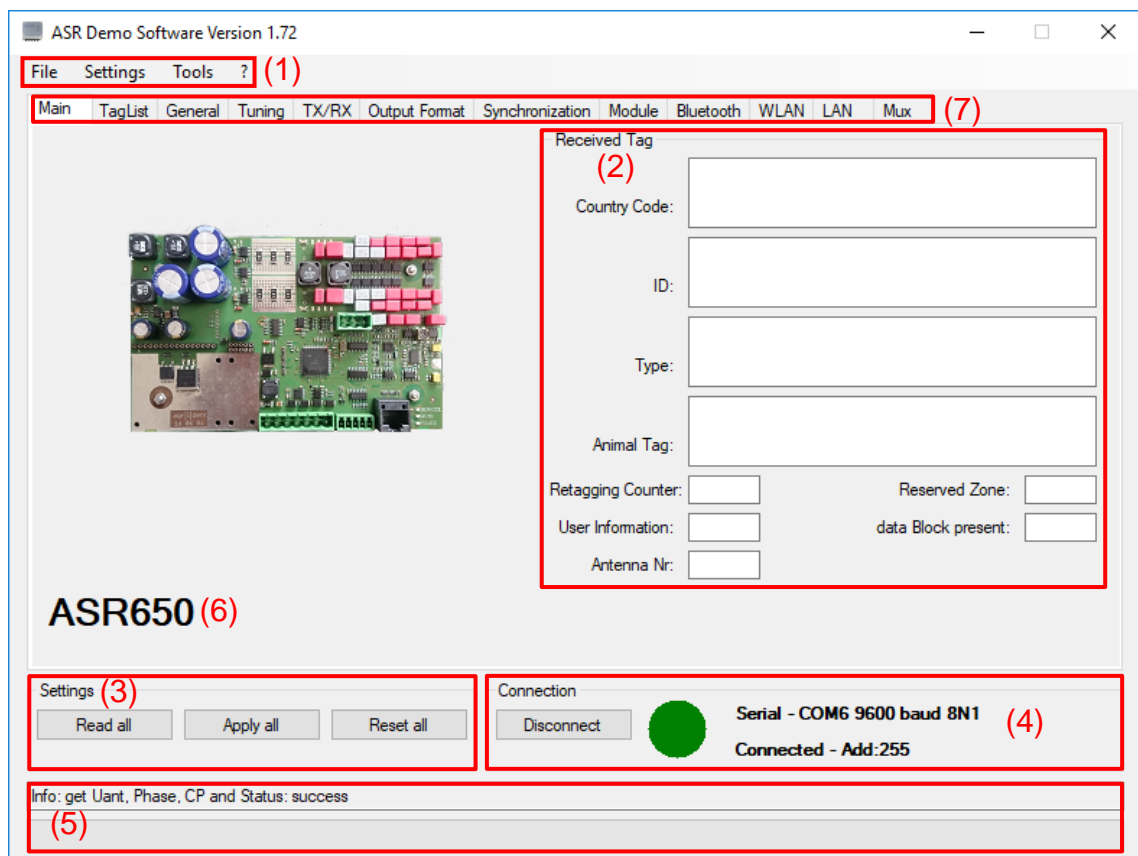 ASR Demo Software Version 1.72
File Settings Tools ? (1)
Main TagList General Tuning TX/RX Output Format Synchronization Module Bluetooth WLAN LAN Mux (7)
Received Tag
(2)
Country Code:
ID:
Type:
Animal Tag:
Retagging Counter: Reserved Zone:
User Information: data Block present:
Antenna Nr:
ASR650 (6)
Settings (3)
Read all Apply all Reset all
Connection
Disconnect
Serial - COM6 9600 baud 8N1
Connected - Add:255
(4)
Info: get Uant, Phase, CP and Status: success
(5)